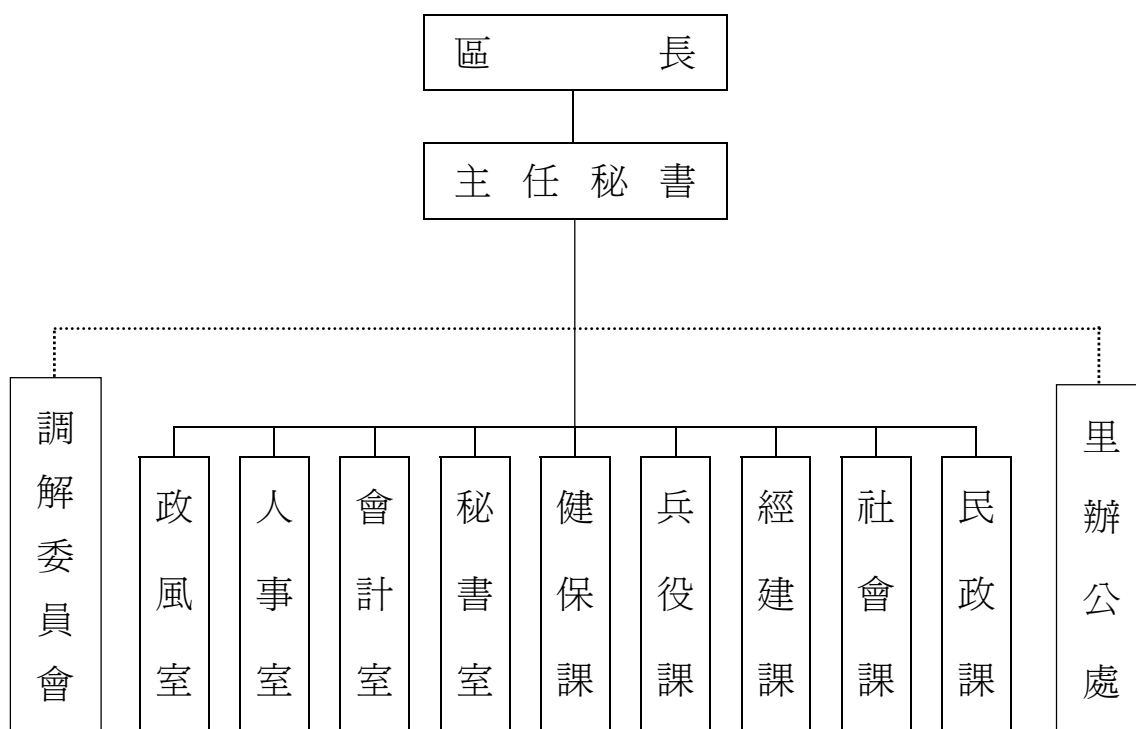 區長
主任秘書
調解委員會
政風室
人事室
會計室
秘書室
健保課
兵役課
經建課
社會課
民政課
里辦公處